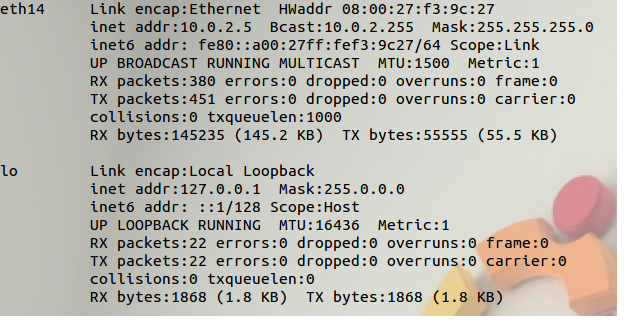 eth14     Link encap:Ethernet  HWaddr 08:00:27:f3:9c:27
          inet addr:10.0.2.5  Bcast:10.0.2.255  Mask:255.255.255.0
          inet6 addr: fe80::a00:27ff:fef3:9c27/64 Scope:Link
          UP BROADCAST RUNNING MULTICAST  MTU:1500  Metric:1
          RX packets:380 errors:0 dropped:0 overruns:0 frame:0
          TX packets:451 errors:0 dropped:0 overruns:0 carrier:0
          collisions:0 txqueuelen:1000
          RX bytes:145235 (145.2 KB)  TX bytes:55555 (55.5 KB)

lo        Link encap:Local Loopback
          inet addr:127.0.0.1  Mask:255.0.0.0
          inet6 addr: ::1/128 Scope:Host
          UP LOOPBACK RUNNING  MTU:16436  Metric:1
          RX packets:22 errors:0 dropped:0 overruns:0 frame:0
          TX packets:22 errors:0 dropped:0 overruns:0 carrier:0
          collisions:0 txqueuelen:0
          RX bytes:1868 (1.8 KB)  TX bytes:1868 (1.8 KB)